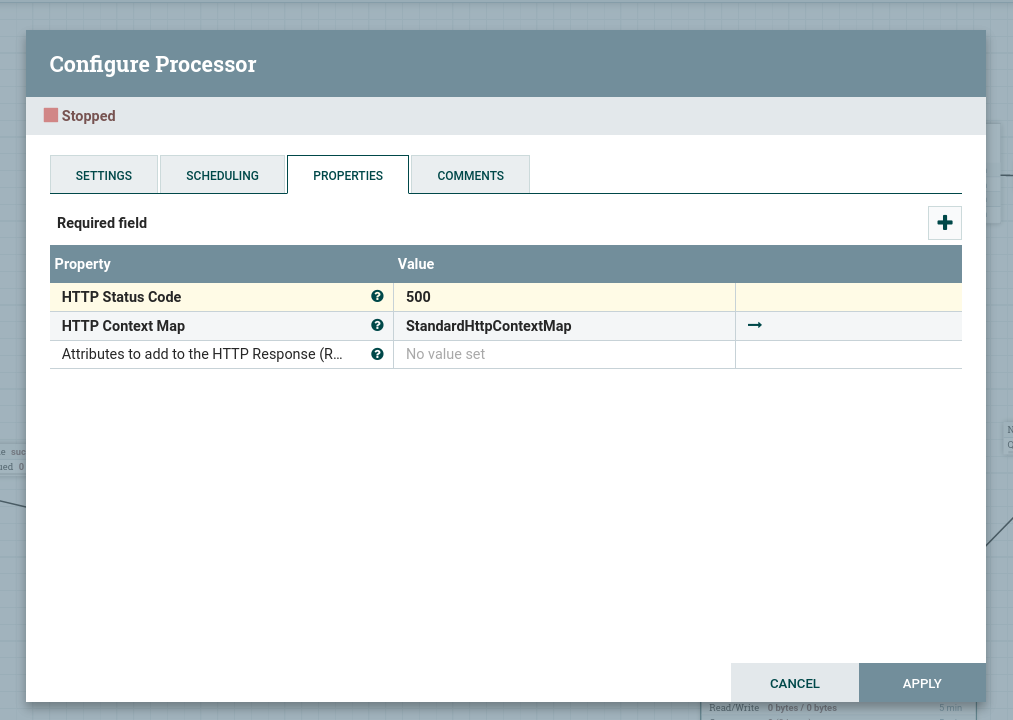 Configure Processor
Stopped
SETTINGS SCHEDULING PROPERTIES COMMENTS
Required field
Property Value
HTTP Status Code 500
HTTP Context Map StandardHttpContextMap
Attributes to add to the HTTP Response (R... No value set
CANCEL APPLY
Read/Write 0 bytes / 0 bytes 5 min